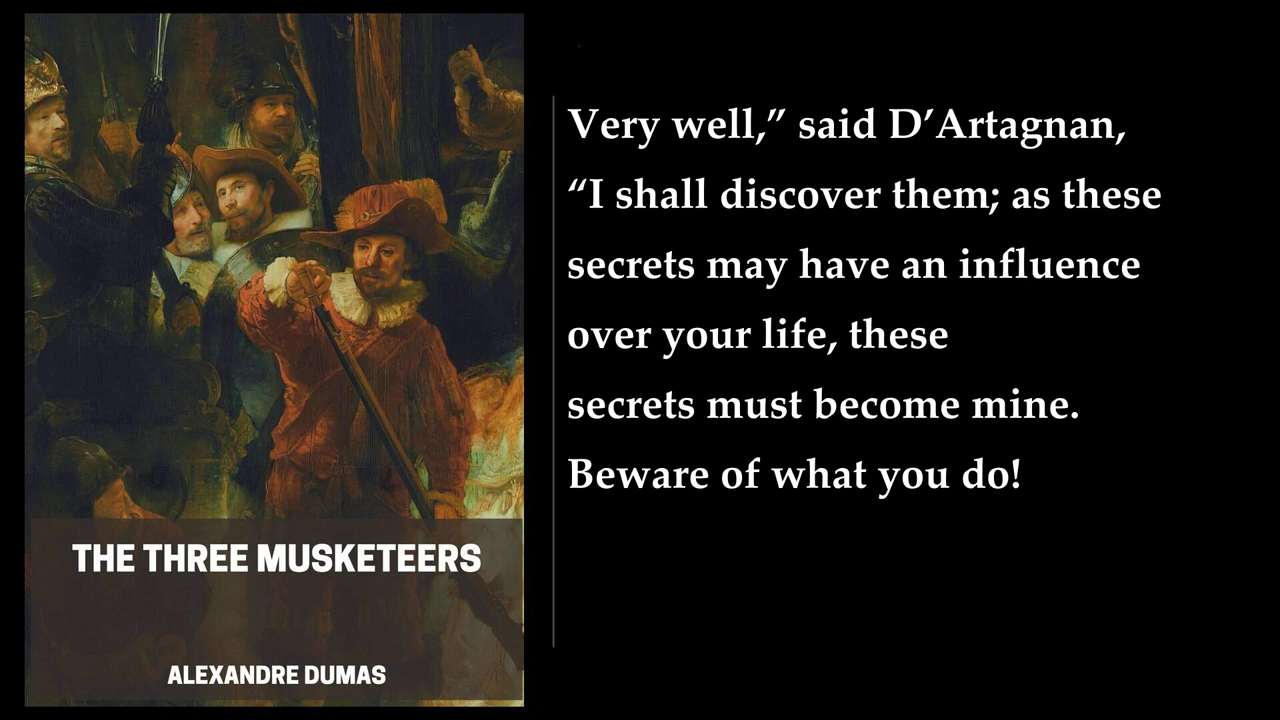 THE THREE MUSKETEERS
ALEXANDRE DUMAS
Very well,” said D’Artagnan,
“I shall discover them; as these
secrets may have an influence
over your life, these
secrets must become mine.
Beware of what you do!